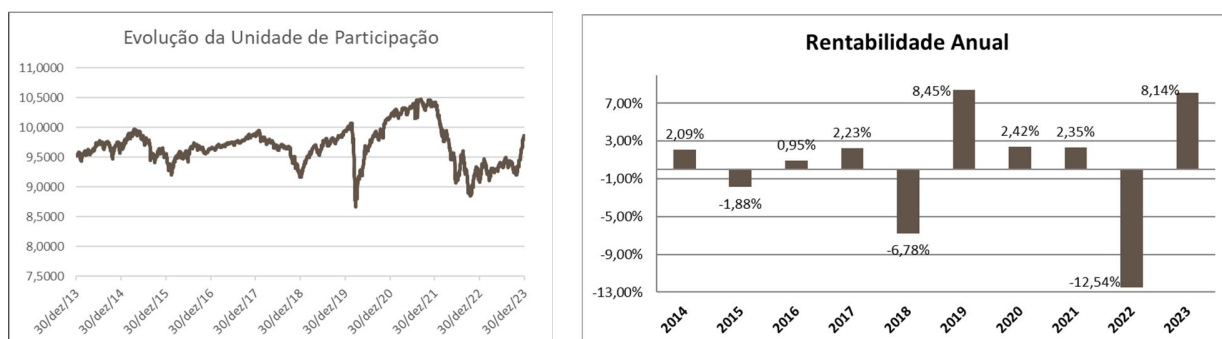 Evolução da Unidade de Participação
11,0000
10,5000
10,0000
9,5000
9,0000
8,5000
8,0000
7,5000
30/dez/13
30/dez/14
30/dez/15
30/dez/16
30/dez/17
30/dez/18
30/dez/19
30/dez/20
30/dez/21
30/dez/22
30/dez/23
Rentabilidade Anual
7,00%
3,00%
-1,00%
-5,00%
-9,00%
-13,00%
2,09%
-1,88%
0,95%
2,23%
-6,78%
8,45%
2,42%
2,35%
-12,54%
8,14%
2014
2015
2016
2017
2018
2019
2020
2021
2022
2023